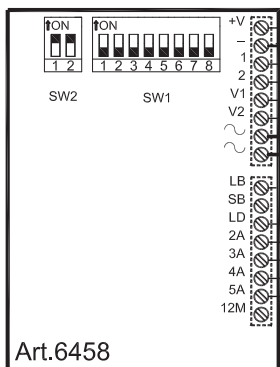 ON
1 2
SW2
ON
1 2 3 4 5 6 7 8
SW1
+V
–
1
2
V1
V2
LB
SB
LD
2A
3A
4A
5A
12M
Art.6458